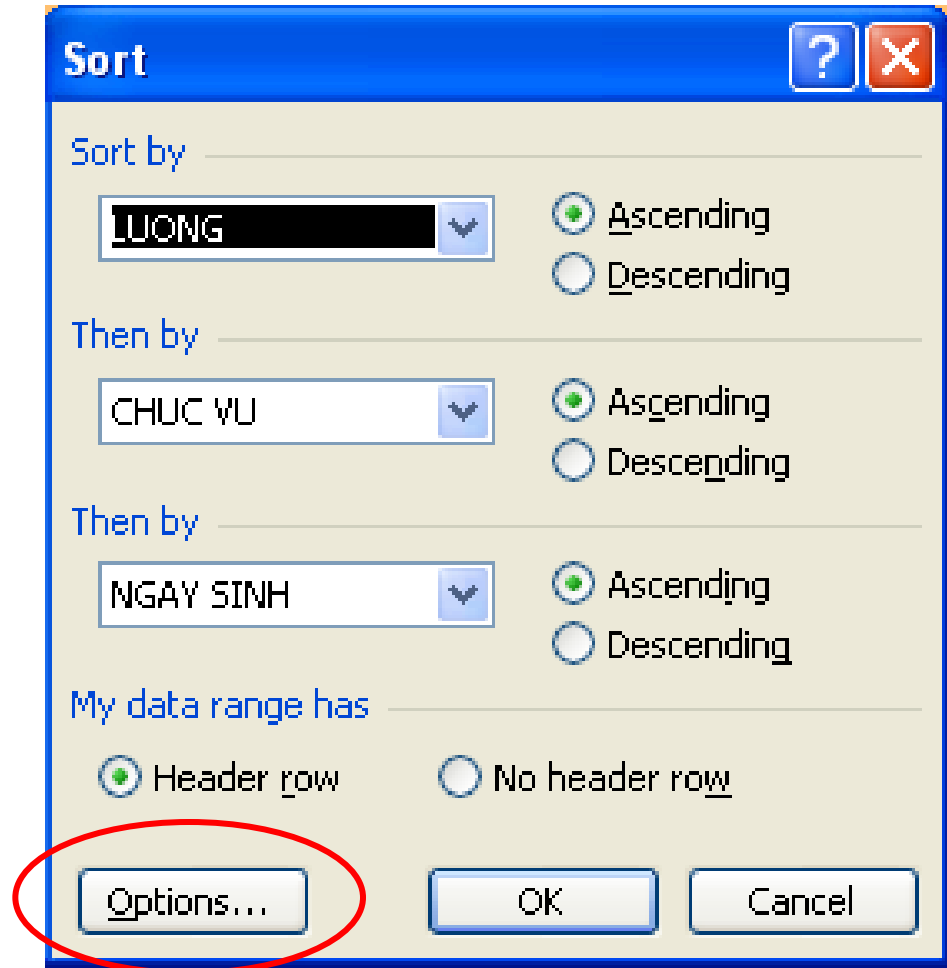 Sort
Sort by
LUONG
Ascending
Descending
Then by
CHUC VU
Ascending
Descending
Then by
NGAY SINH
Ascending
Descending
My data range has
Header row No header row
Options... OK Cancel